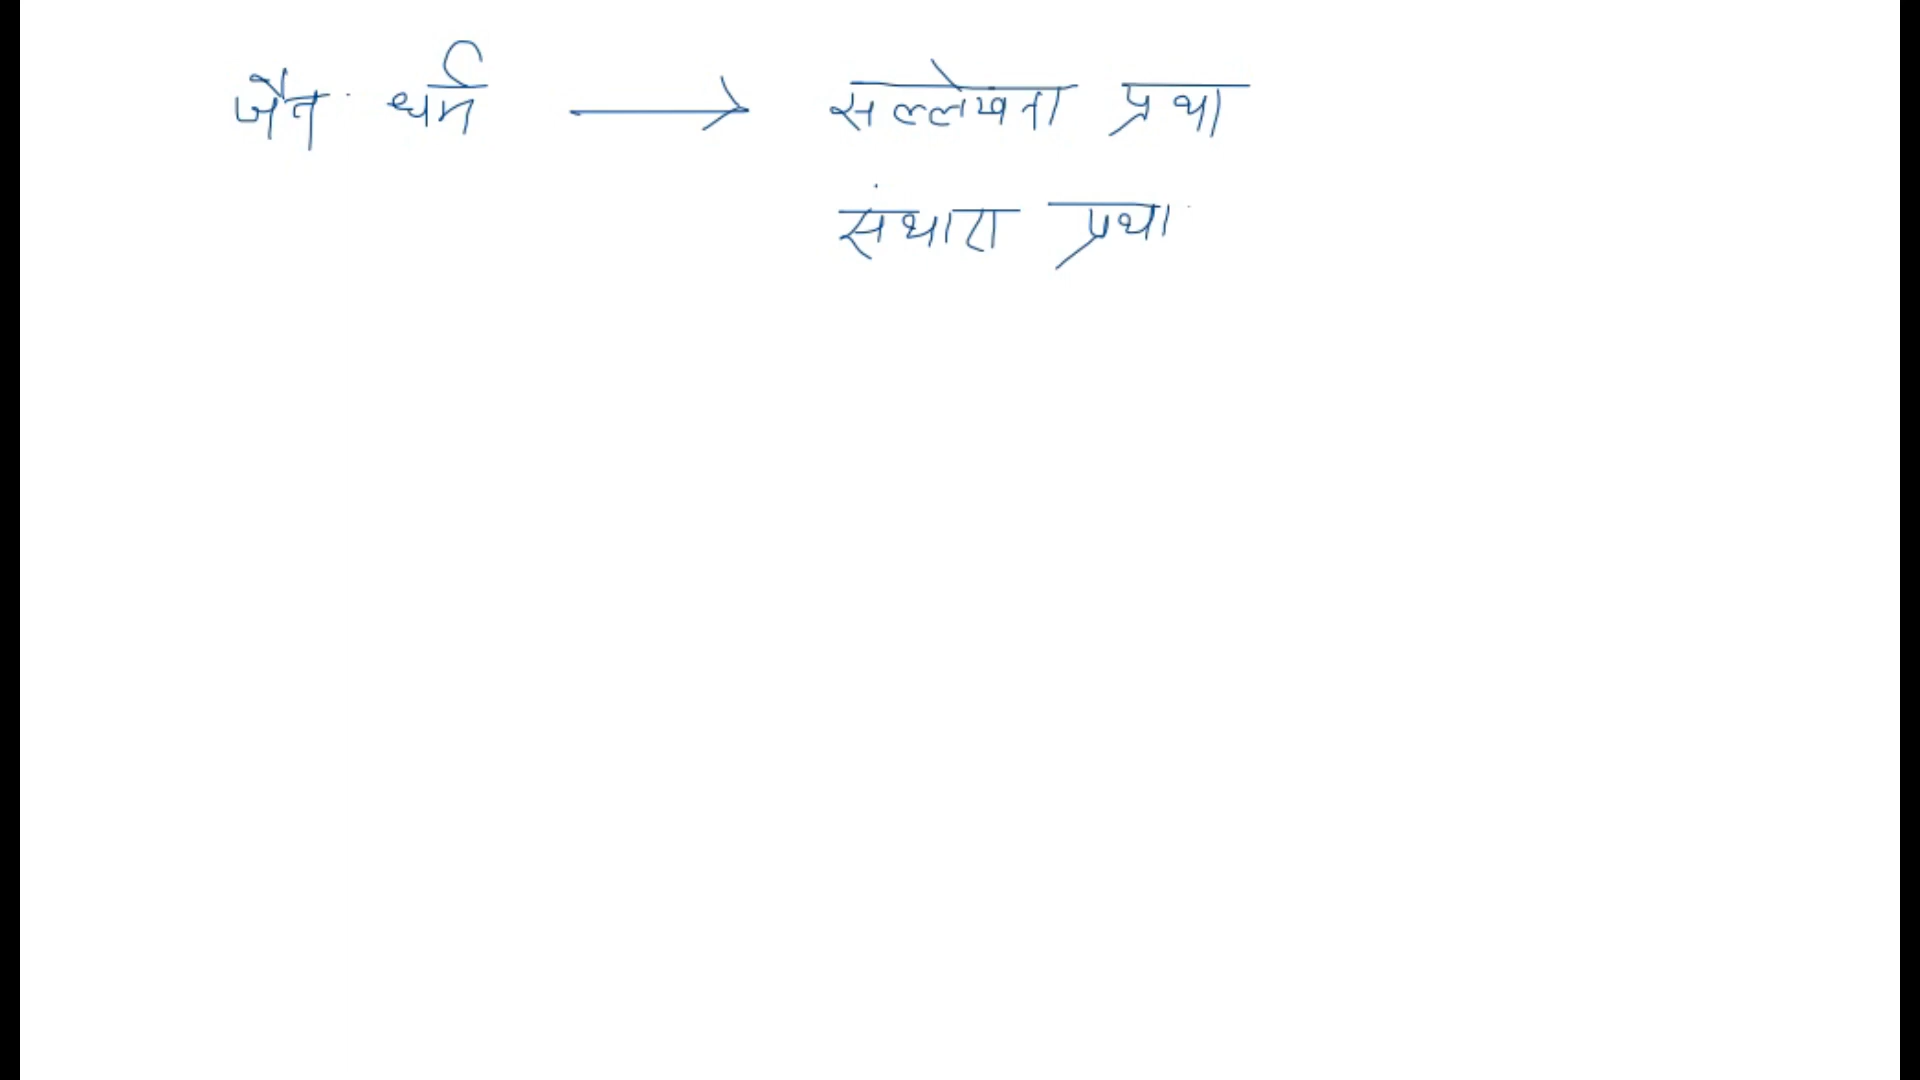 जैन धर्म → सल्लेखना प्रथा
संथारा प्रथा